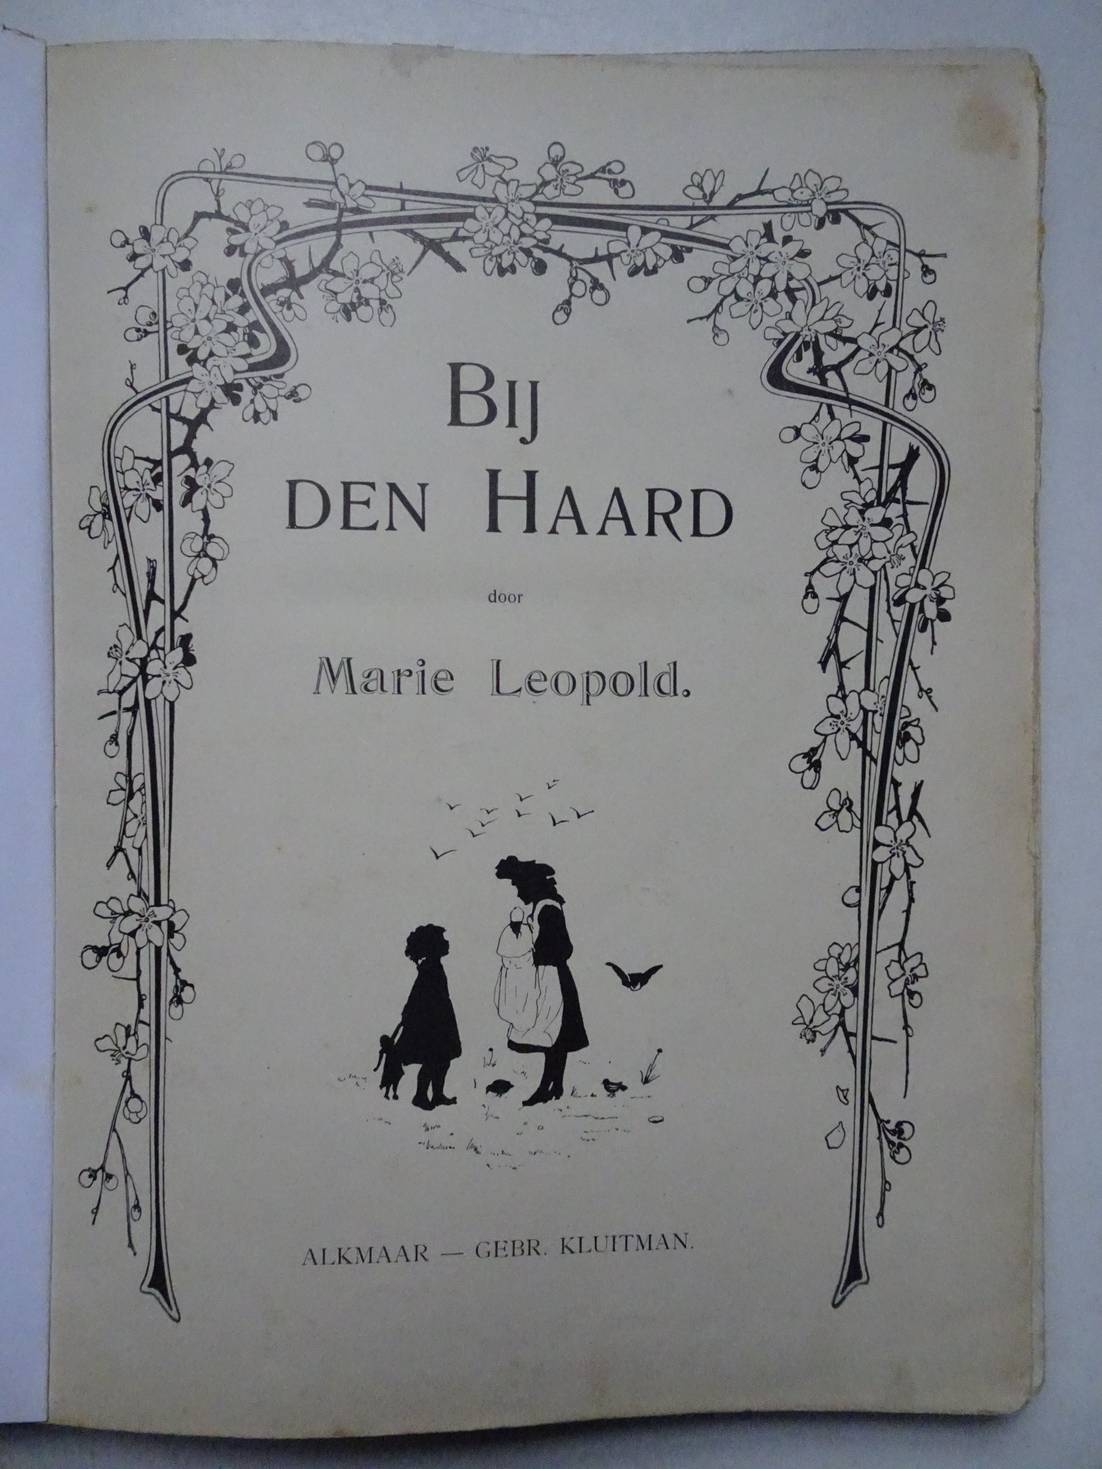 Bij
den Haard
door
Marie Leopold.
ALKMAAR — GEBR. KLUITMAN.